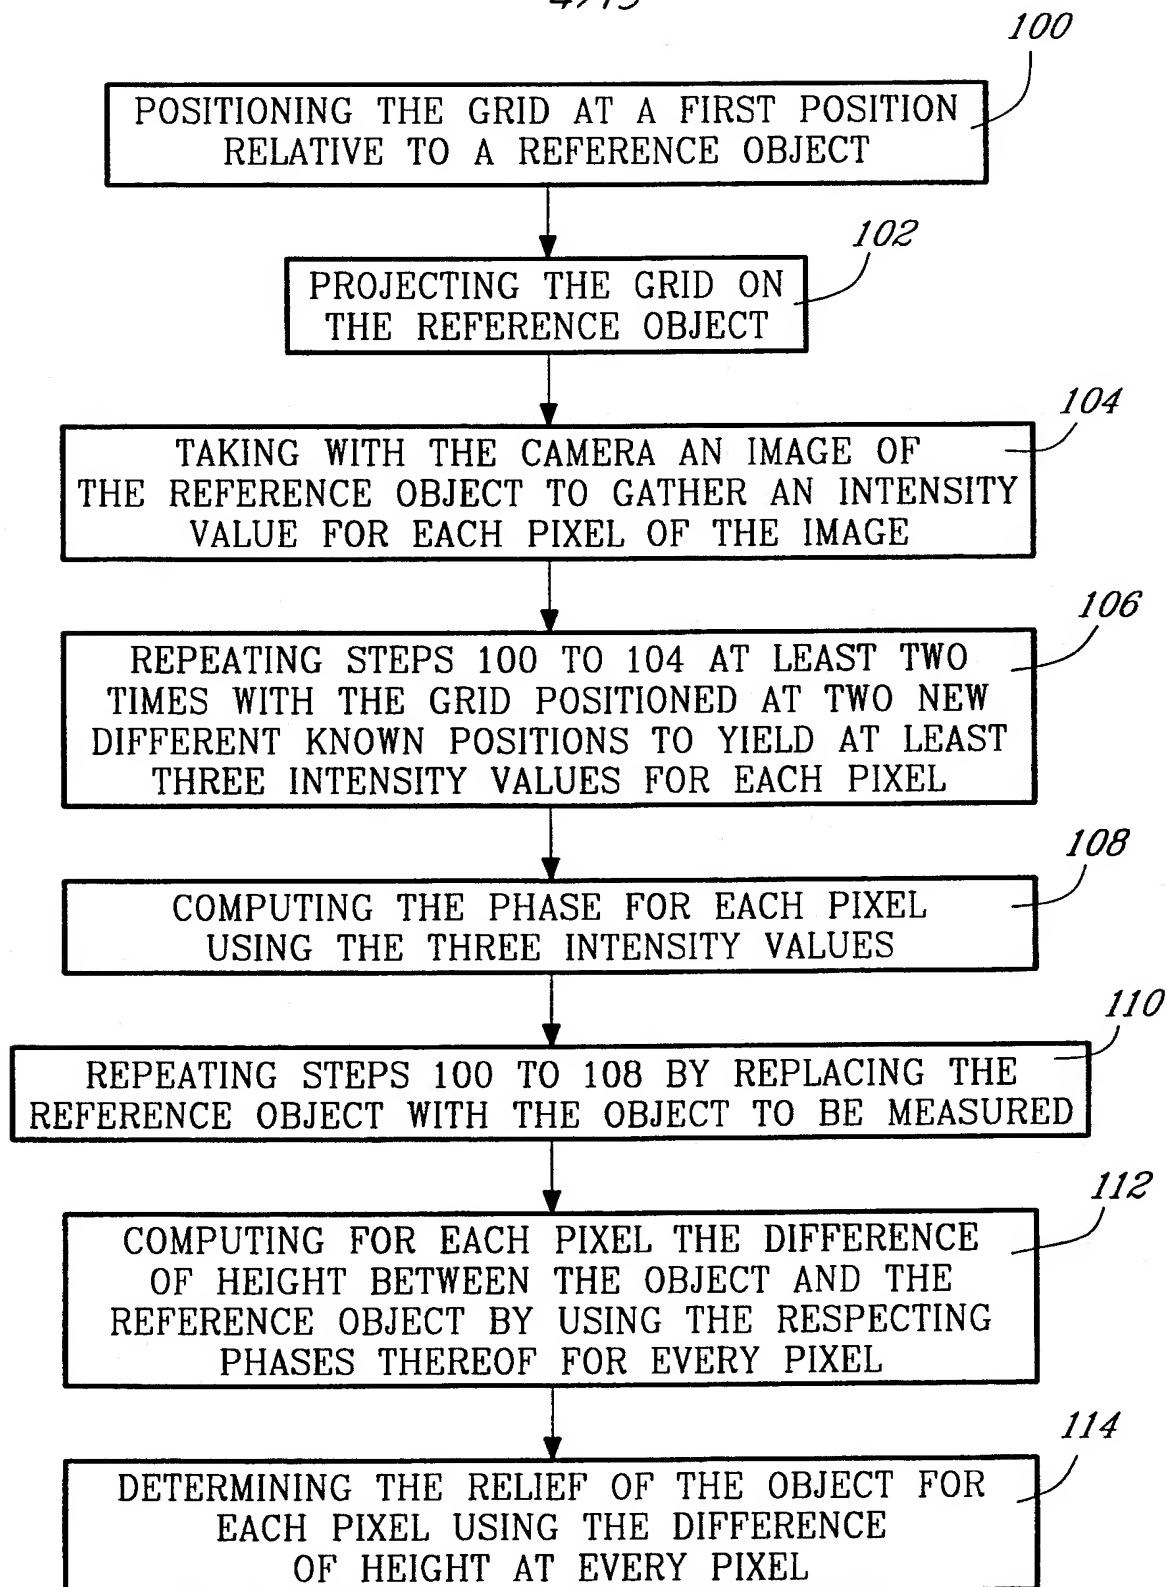 100
POSITIONING THE GRID AT A FIRST POSITION
RELATIVE TO A REFERENCE OBJECT
102
PROJECTING THE GRID ON
THE REFERENCE OBJECT
104
TAKING WITH THE CAMERA AN IMAGE OF
THE REFERENCE OBJECT TO GATHER AN INTENSITY
VALUE FOR EACH PIXEL OF THE IMAGE
106
REPEATING STEPS 100 TO 104 AT LEAST TWO
TIMES WITH THE GRID POSITIONED AT TWO NEW
DIFFERENT KNOWN POSITIONS TO YIELD AT LEAST
THREE INTENSITY VALUES FOR EACH PIXEL
108
COMPUTING THE PHASE FOR EACH PIXEL
USING THE THREE INTENSITY VALUES
110
REPEATING STEPS 100 TO 108 BY REPLACING THE
REFERENCE OBJECT WITH THE OBJECT TO BE MEASURED
112
COMPUTING FOR EACH PIXEL THE DIFFERENCE
OF HEIGHT BETWEEN THE OBJECT AND THE
REFERENCE OBJECT BY USING THE RESPECTING
PHASES THEREOF FOR EVERY PIXEL
114
DETERMINING THE RELIEF OF THE OBJECT FOR
EACH PIXEL USING THE DIFFERENCE
OF HEIGHT AT EVERY PIXEL